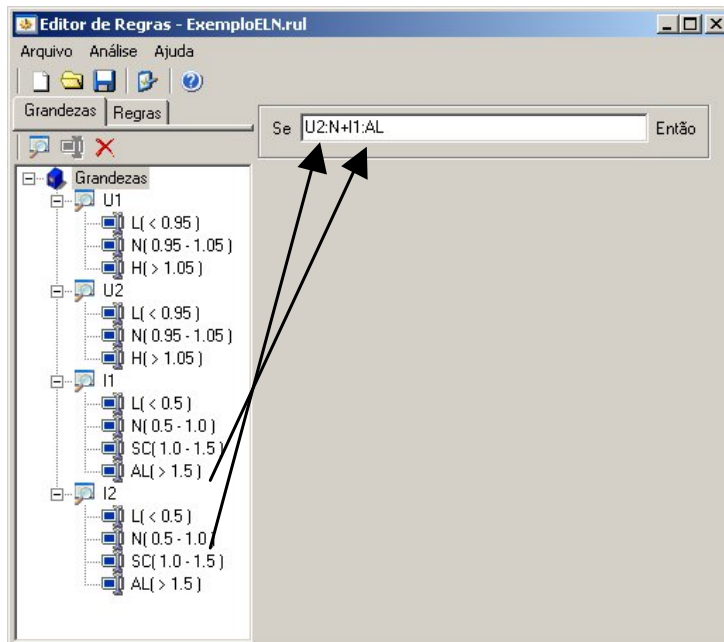 Editor de Regras - ExemploELN.rul
Arquivo Análise Ajuda
Grandezas Regras
Se U2:N+I1:AL Então
Grandezas
U1
L( < 0.95 )
N( 0.95 - 1.05 )
H( > 1.05 )
U2
L( < 0.95 )
N( 0.95 - 1.05 )
H( > 1.05 )
I1
L( < 0.5 )
N( 0.5 - 1.0 )
SC( 1.0 - 1.5 )
AL( > 1.5 )
I2
L( < 0.5 )
N( 0.5 - 1.0 )
SC( 1.0 - 1.5 )
AL( > 1.5 )